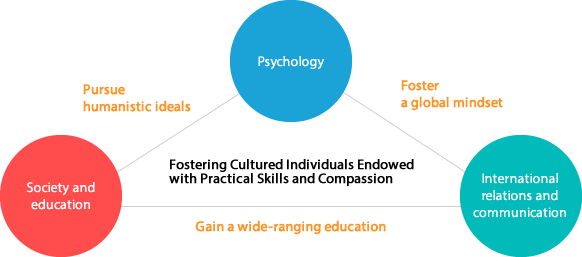 Psychology
Pursue
humanistic ideals
Foster
a global mindset
Fostering Cultured Individuals Endowed
with Practical Skills and Compassion
Society and
education
International
relations and
communication
Gain a wide-ranging education